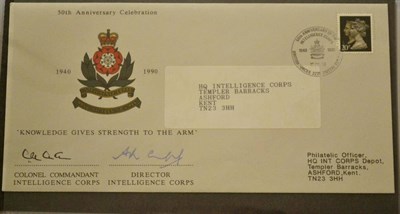 50th Anniversary Celebration
1940 1990
"KNOWLEDGE GIVES STRENGTH TO THE ARM"
COLONEL COMMANDANT
INTELLIGENCE CORPS
DIRECTOR
INTELLIGENCE CORPS
HQ INTELLIGENCE CORPS
TEMPLER BARRACKS
ASHFORD
KENT
TN23 3HH
Philatelic Officer,
HQ INT CORPS Depot,
Templer Barracks,
ASHFORD, Kent.
TN23 3HH